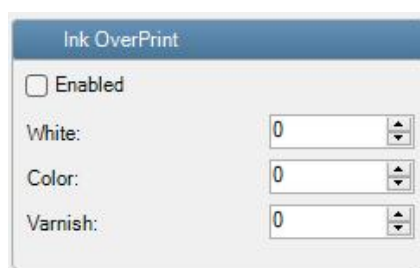 Ink OverPrint
Enabled
White: 0
Color: 0
Varnish: 0